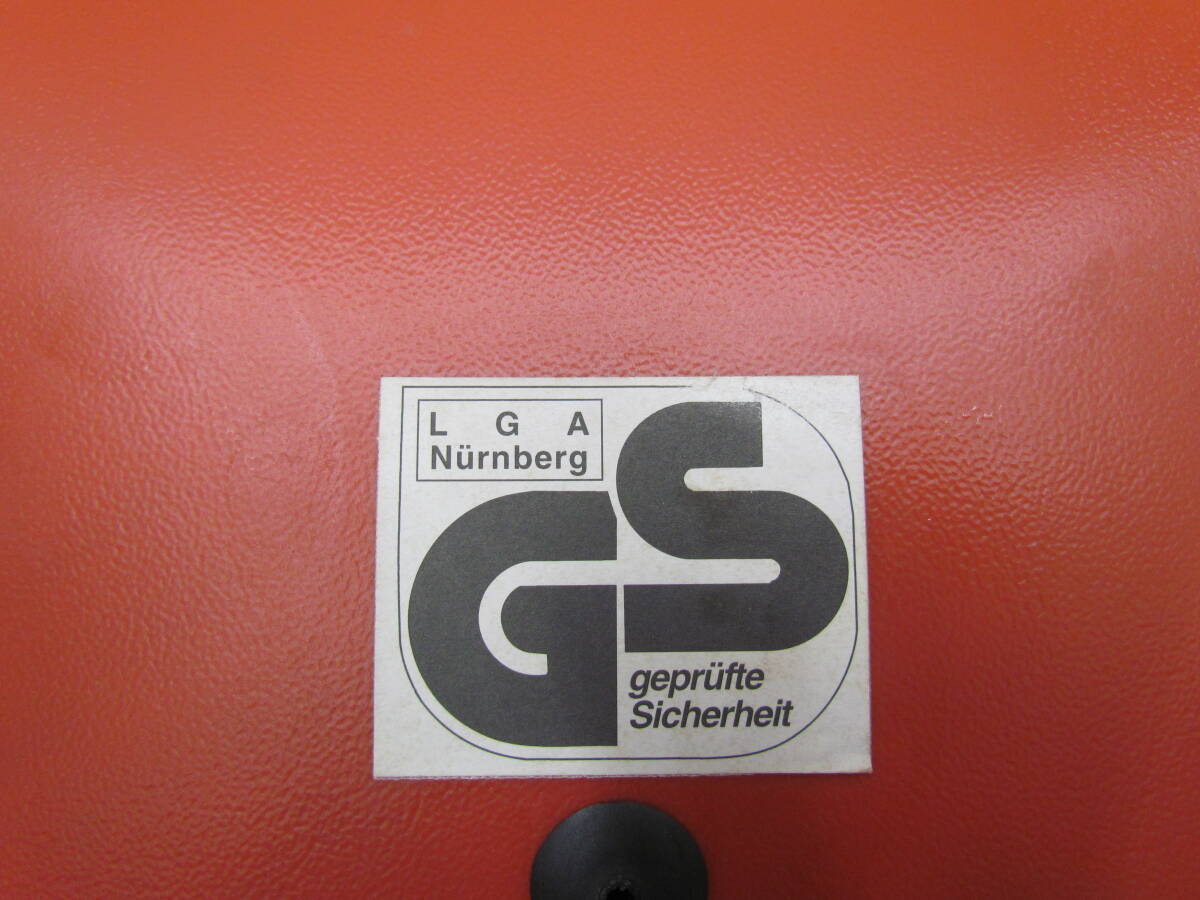 L G A
Nürnberg
GS
geprüfte
Sicherheit